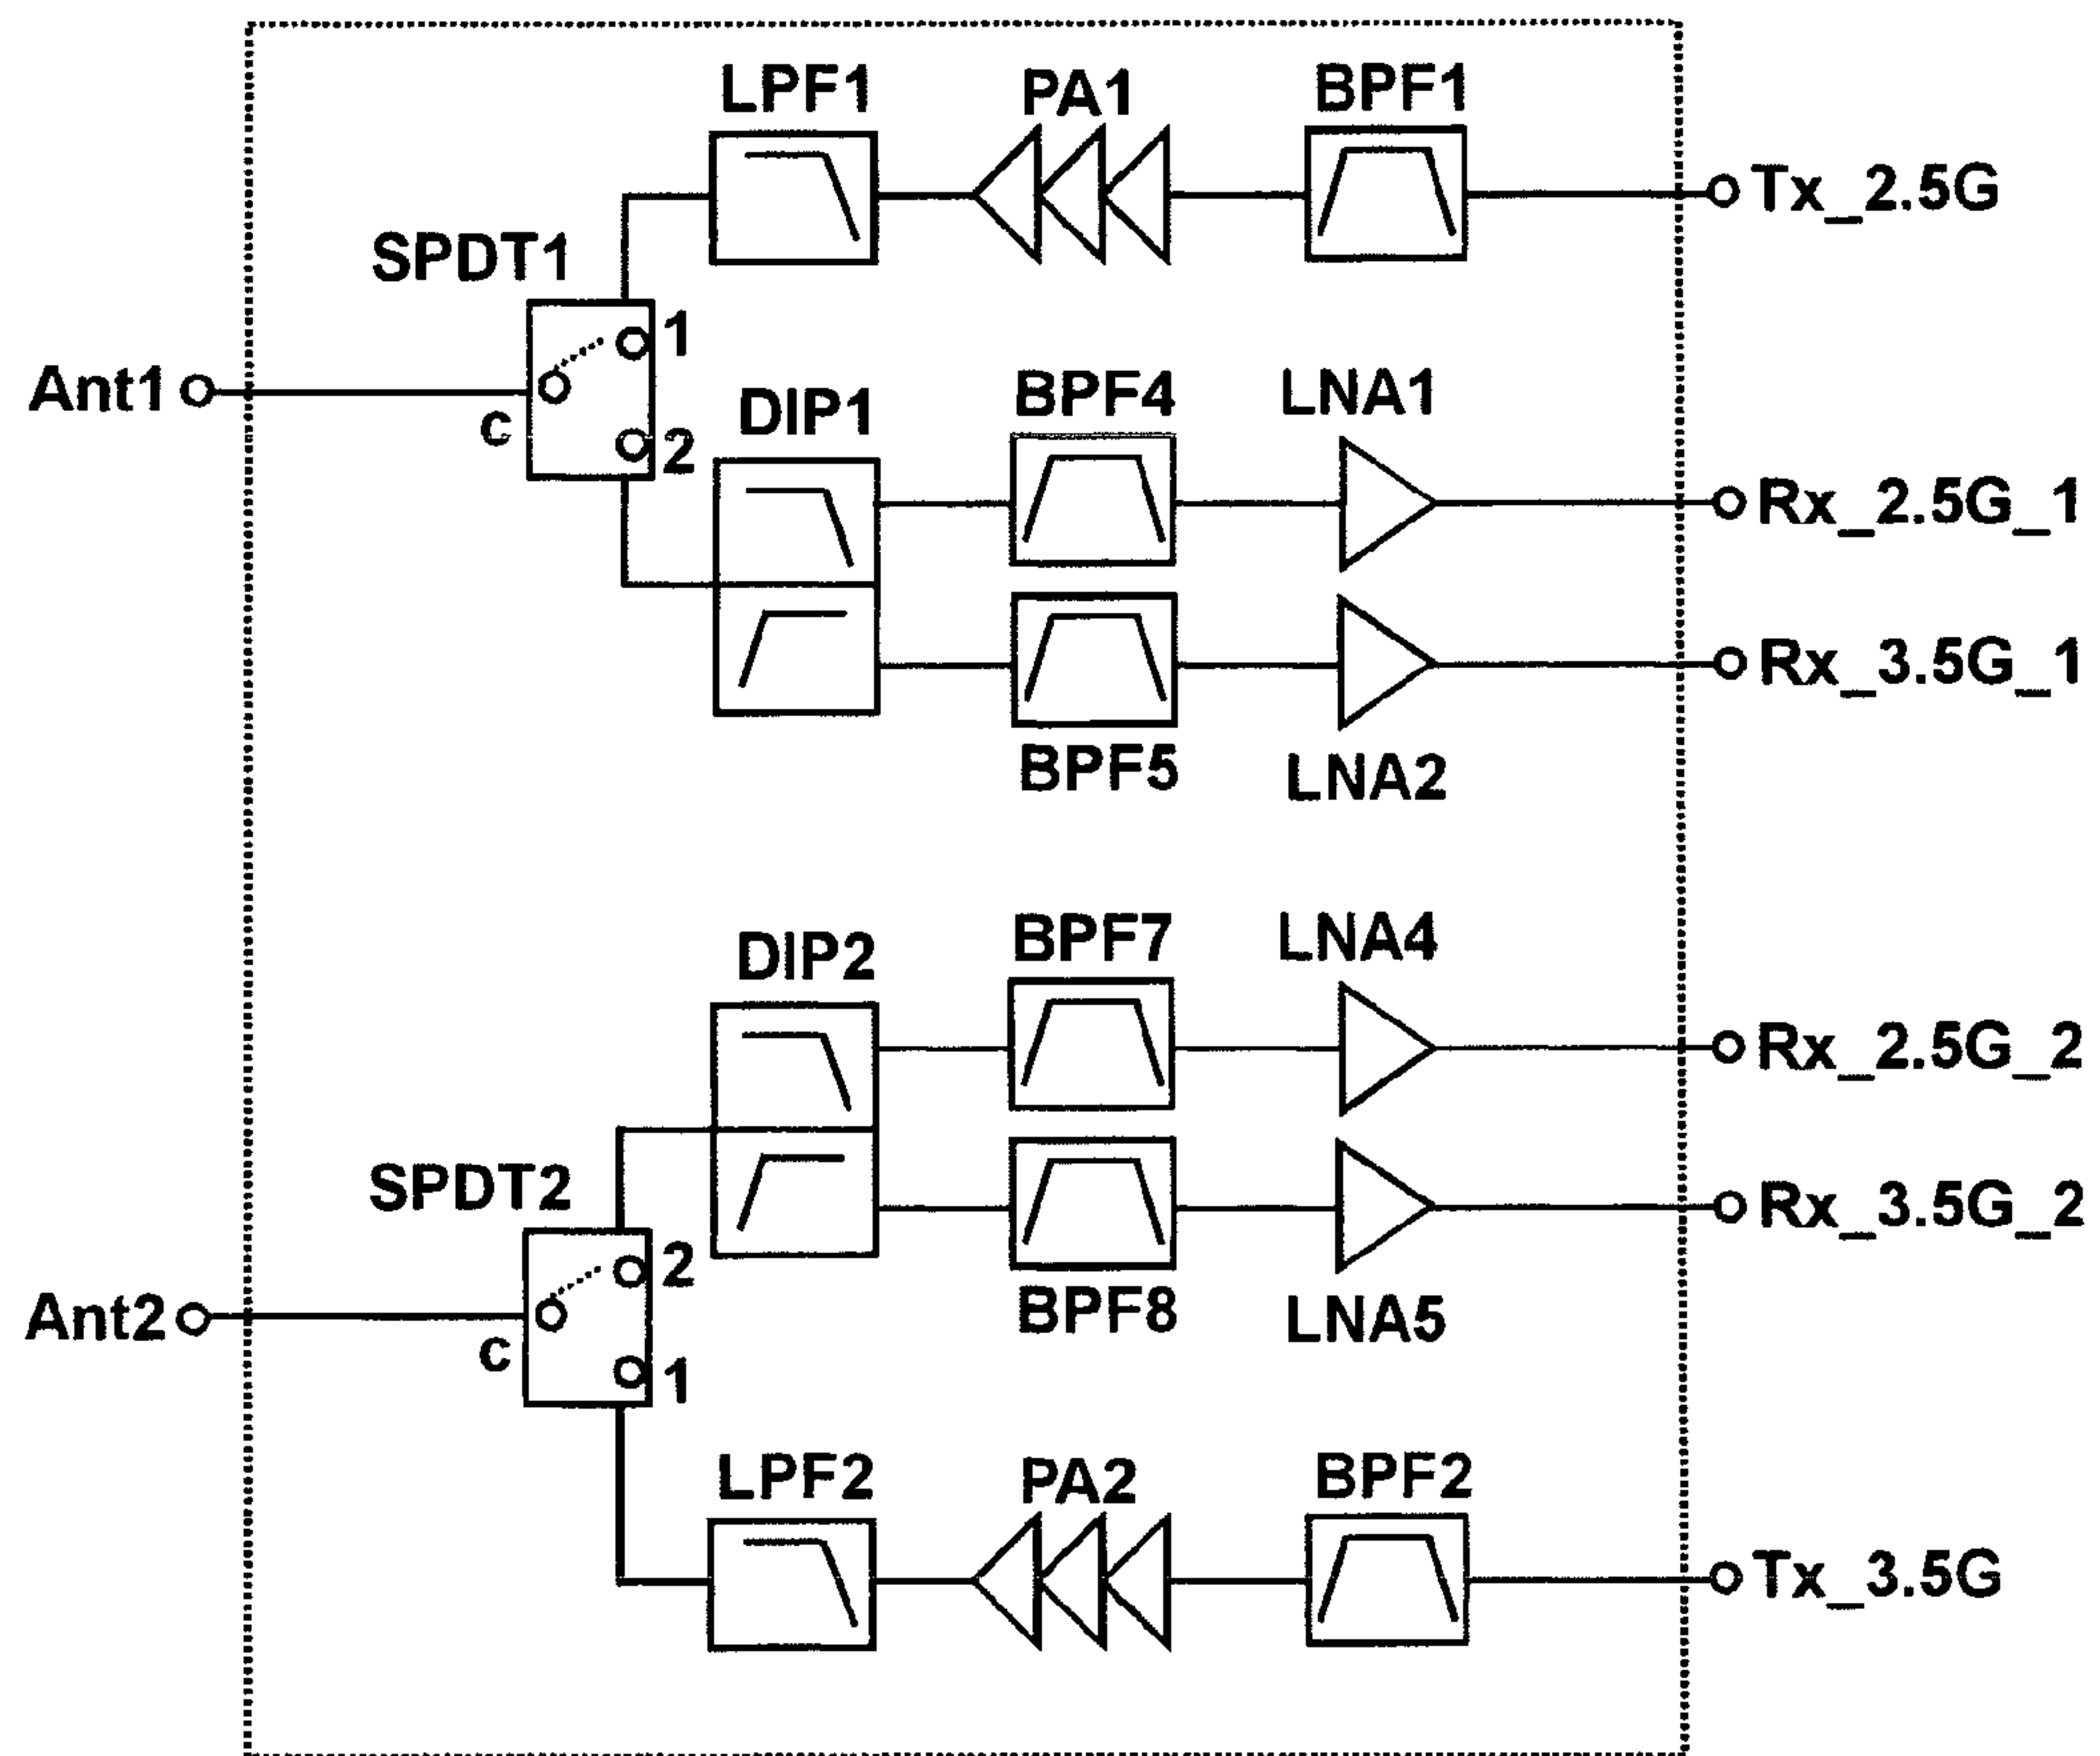 LPF1 PA1 BPF1
Tx_2.5G
SPDT1
1
Ant1
c
2
DIP1 BPF4 LNA1
Rx_2.5G_1
Rx_3.5G_1
BPF5 LNA2
DIP2 BPF7 LNA4
Rx_2.5G_2
Rx_3.5G_2
SPDT2
2
BPF8 LNA5
Ant2
c
1
LPF2 PA2 BPF2
Tx_3.5G